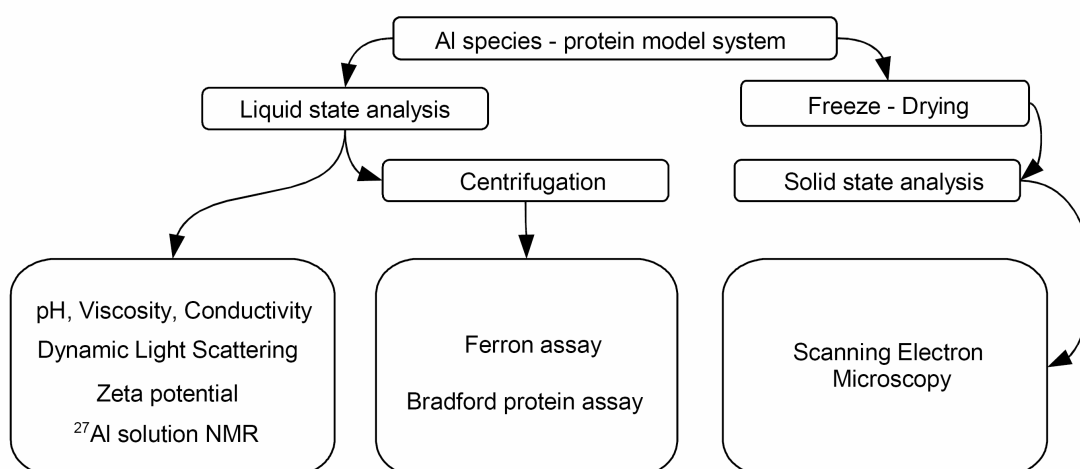 Al species - protein model system
Liquid state analysis
Freeze - Drying
Centrifugation
Solid state analysis
pH, Viscosity, Conductivity
Dynamic Light Scattering
Zeta potential
²⁷Al solution NMR
Ferron assay
Bradford protein assay
Scanning Electron
Microscopy